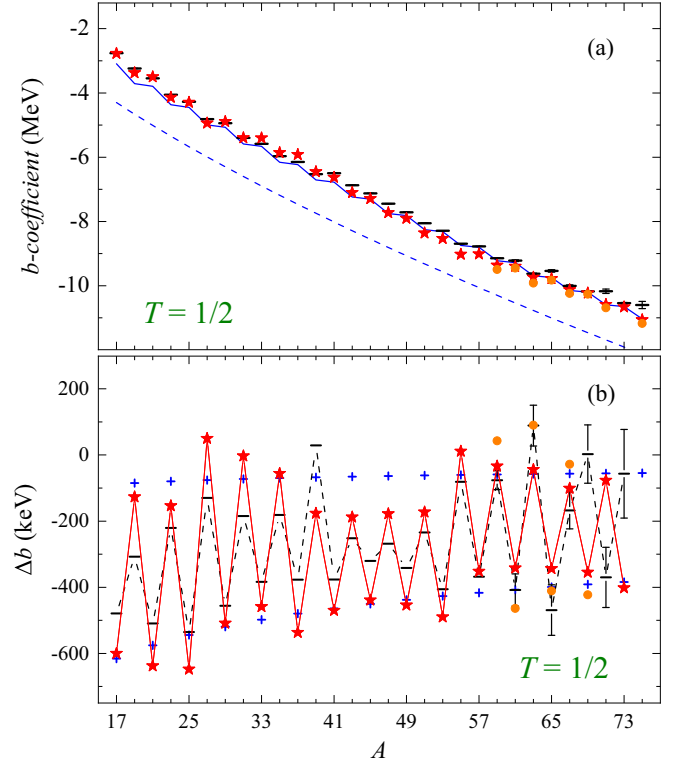 -2
(a)
-4
-6
b-coefficient (MeV)
-8
-10
T = 1/2
200
(b)
0
-200
Δb (keV)
-400
-600
T = 1/2
17 25 33 41 49 57 65 73
A